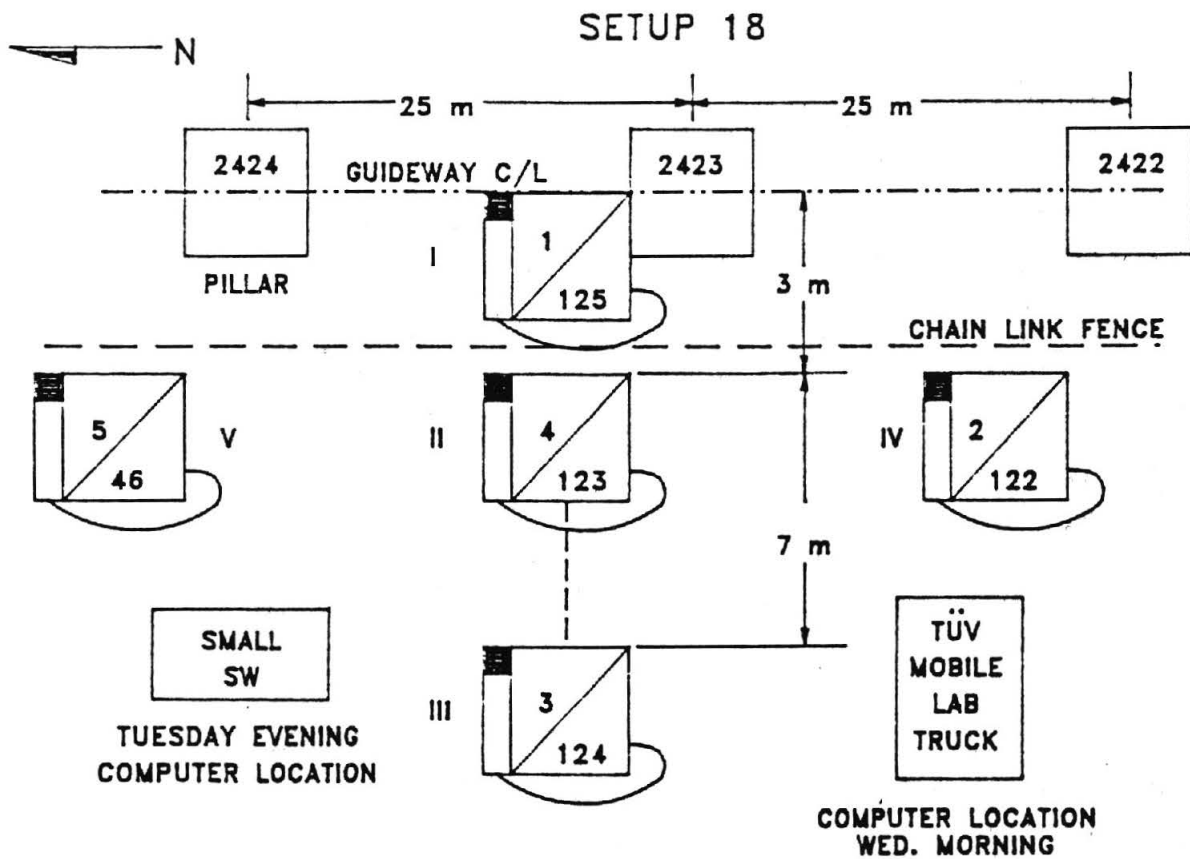 SETUP 18
N
25 m
25 m
2424
2423
2422
GUIDEWAY C/L
1
125
I
PILLAR
3 m
CHAIN LINK FENCE
5
46
V
II
4
123
IV
2
122
7 m
SMALL
SW
TUESDAY EVENING
COMPUTER LOCATION
III
3
124
TÜV
MOBILE
LAB
TRUCK
COMPUTER LOCATION
WED. MORNING